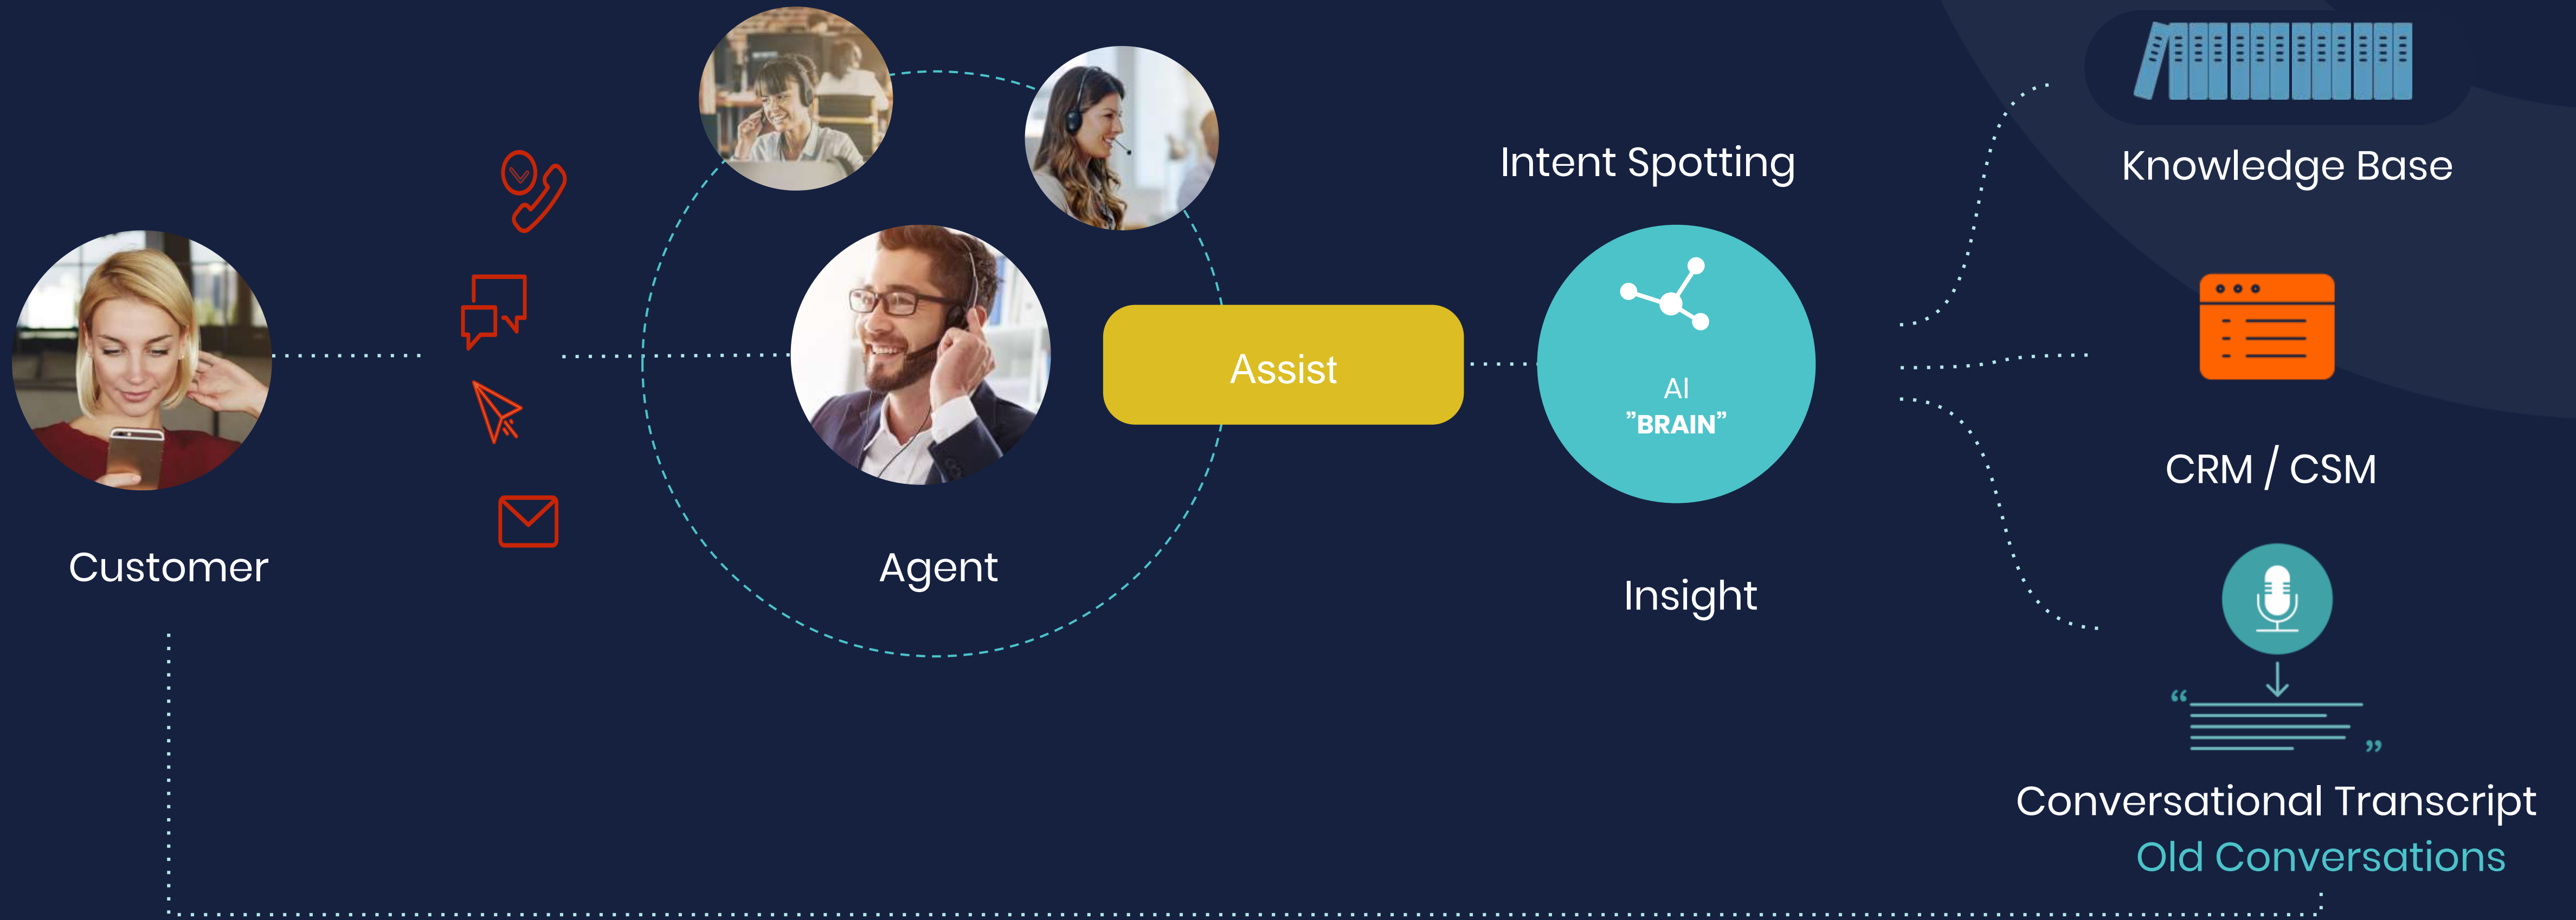 Intent Spotting
Knowledge Base
Assist
AI
”BRAIN”
CRM / CSM
Customer
Agent
Insight
“
”
Conversational Transcript
Old Conversations